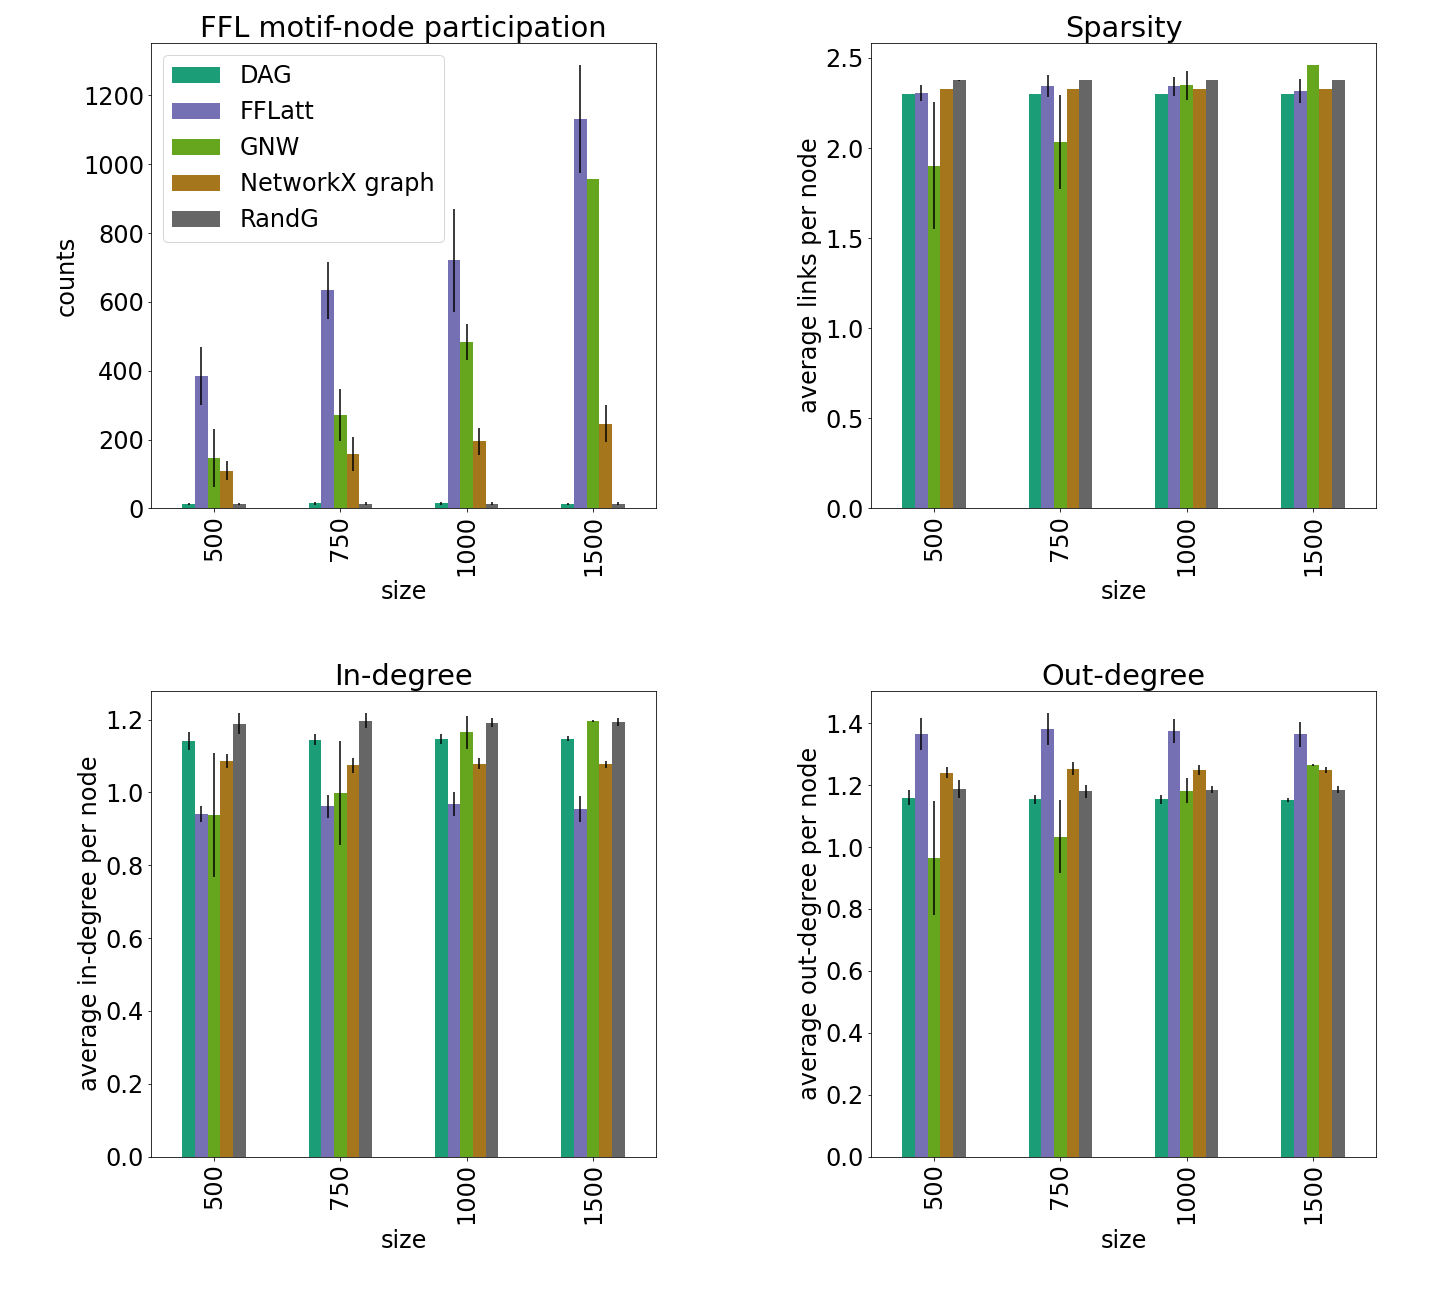 FFL motif-node participation
counts
1200
1000
800
600
400
200
0
DAG
FFLatt
GNW
NetworkX graph
RandG
500
750
1000
1500
size
Sparsity
average links per node
2.5
2.0
1.5
1.0
0.5
0.0
500
750
1000
1500
size
In-degree
average in-degree per node
1.2
1.0
0.8
0.6
0.4
0.2
0.0
500
750
1000
1500
size
Out-degree
average out-degree per node
1.4
1.2
1.0
0.8
0.6
0.4
0.2
0.0
500
750
1000
1500
size